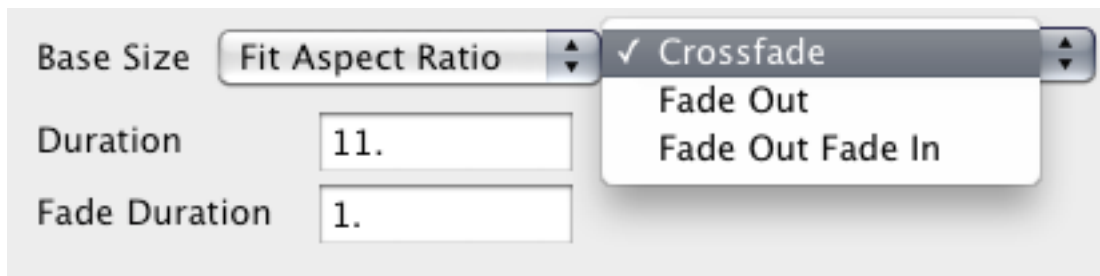 Base Size Fit Aspect Ratio ✓ Crossfade
Fade Out
Fade Out Fade In
Duration 11.
Fade Duration 1.